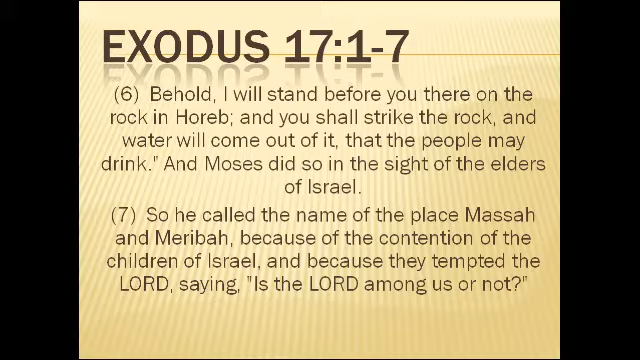 EXODUS 17:1-7
(6)  Behold, I will stand before you there on the
rock in Horeb; and you shall strike the rock, and
water will come out of it, that the people may
drink." And Moses did so in the sight of the elders
of Israel.
(7)  So he called the name of the place Massah
and Meribah, because of the contention of the
children of Israel, and because they tempted the
LORD, saying, "Is the LORD among us or not?"